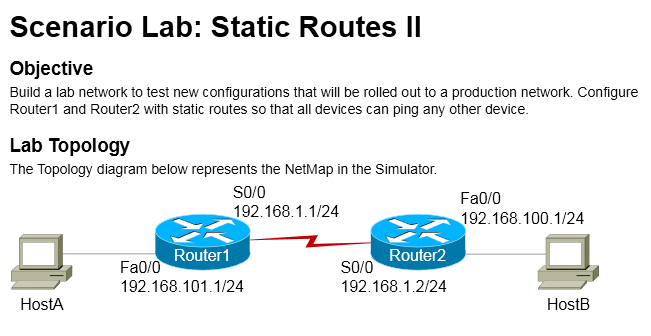 Scenario Lab: Static Routes II
Objective
Build a lab network to test new configurations that will be rolled out to a production network. Configure
Router1 and Router2 with static routes so that all devices can ping any other device.
Lab Topology
The Topology diagram below represents the NetMap in the Simulator.
S0/0
192.168.1.1/24
Fa0/0
192.168.100.1/24
Router1
Router2
Fa0/0
192.168.101.1/24
S0/0
192.168.1.2/24
HostA
HostB